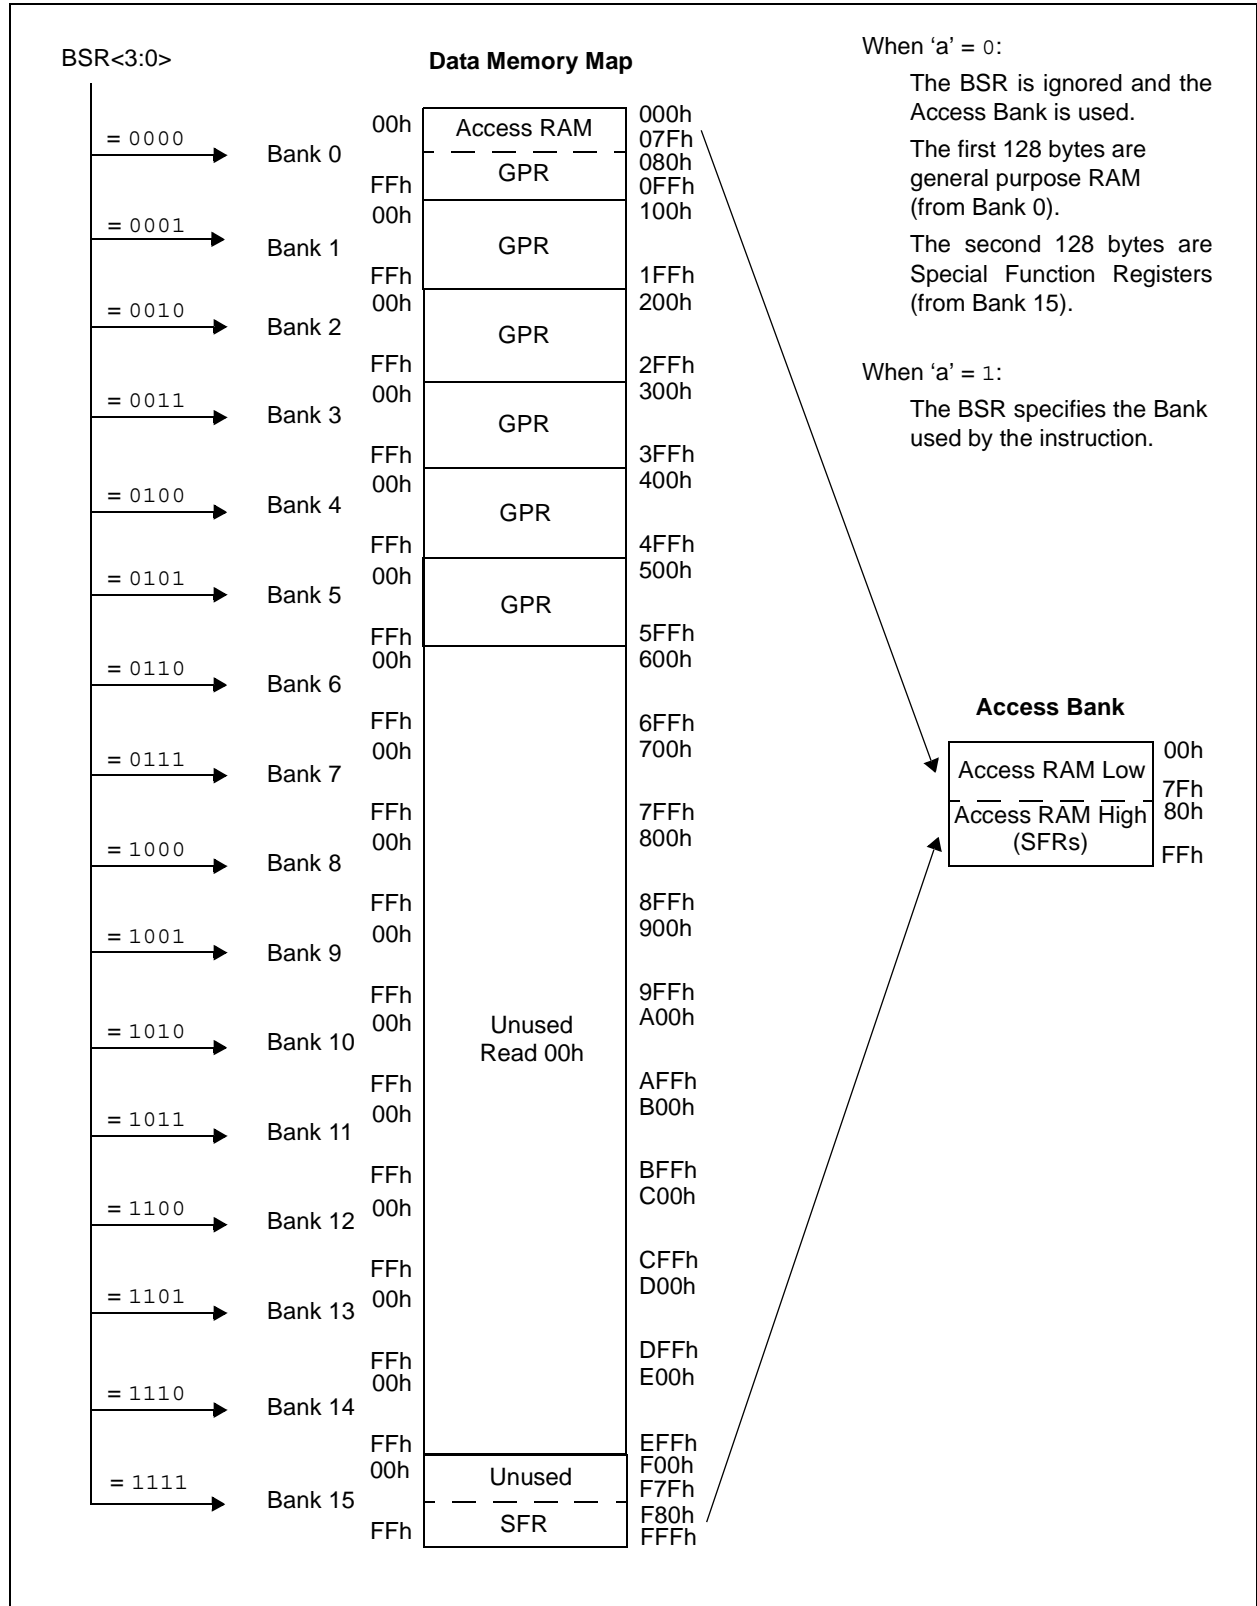 BSR<3:0>
Data Memory Map
When ‘a’ = 0:
The BSR is ignored and the
Access Bank is used.
The first 128 bytes are
general purpose RAM
(from Bank 0).
The second 128 bytes are
Special Function Registers
(from Bank 15).
When ‘a’ = 1:
The BSR specifies the Bank
used by the instruction.
= 0000
Bank 0
00h
Access RAM
000h
07Fh
GPR
080h
FFh
0FFh
= 0001
Bank 1
00h
100h
GPR
FFh
1FFh
= 0010
Bank 2
00h
200h
GPR
FFh
2FFh
= 0011
Bank 3
00h
300h
GPR
FFh
3FFh
= 0100
Bank 4
00h
400h
GPR
FFh
4FFh
= 0101
Bank 5
00h
500h
GPR
FFh
5FFh
= 0110
Bank 6
00h
600h
FFh
6FFh
= 0111
Bank 7
00h
700h
FFh
7FFh
= 1000
Bank 8
00h
800h
FFh
8FFh
= 1001
Bank 9
00h
900h
FFh
9FFh
= 1010
Bank 10
00h
A00h
Unused
Read 00h
FFh
AFFh
= 1011
Bank 11
00h
B00h
FFh
BFFh
= 1100
Bank 12
00h
C00h
FFh
CFFh
= 1101
Bank 13
00h
D00h
FFh
DFFh
= 1110
Bank 14
00h
E00h
FFh
EFFh
= 1111
Bank 15
00h
Unused
F00h
F7Fh
SFR
F80h
FFh
FFFh
Access Bank
Access RAM Low
00h
7Fh
Access RAM High
(SFRs)
80h
FFh